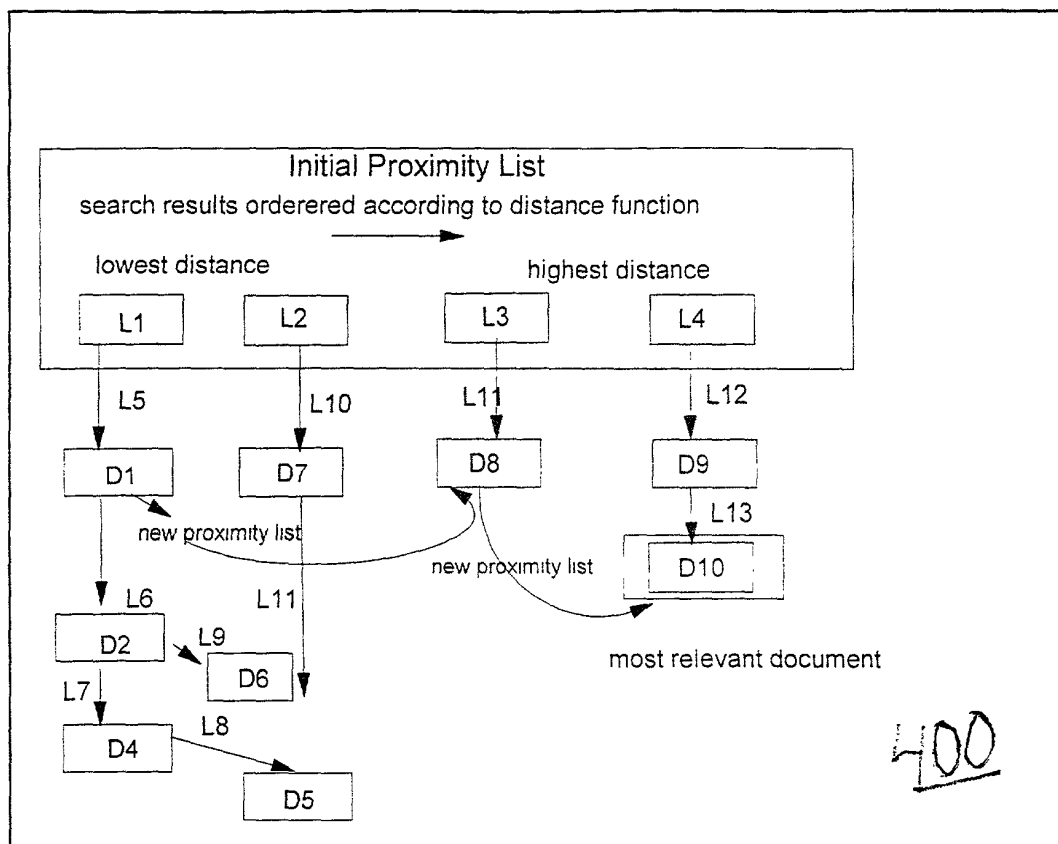 Initial Proximity List
search results orderered according to distance function
lowest distance
highest distance
L1
L2
L3
L4
L5
L10
L11
L12
D1
D7
D8
D9
new proximity list
L13
new proximity list
D10
L6
L11
D2
L9
D6
most relevant document
L7
L8
D4
D5
400